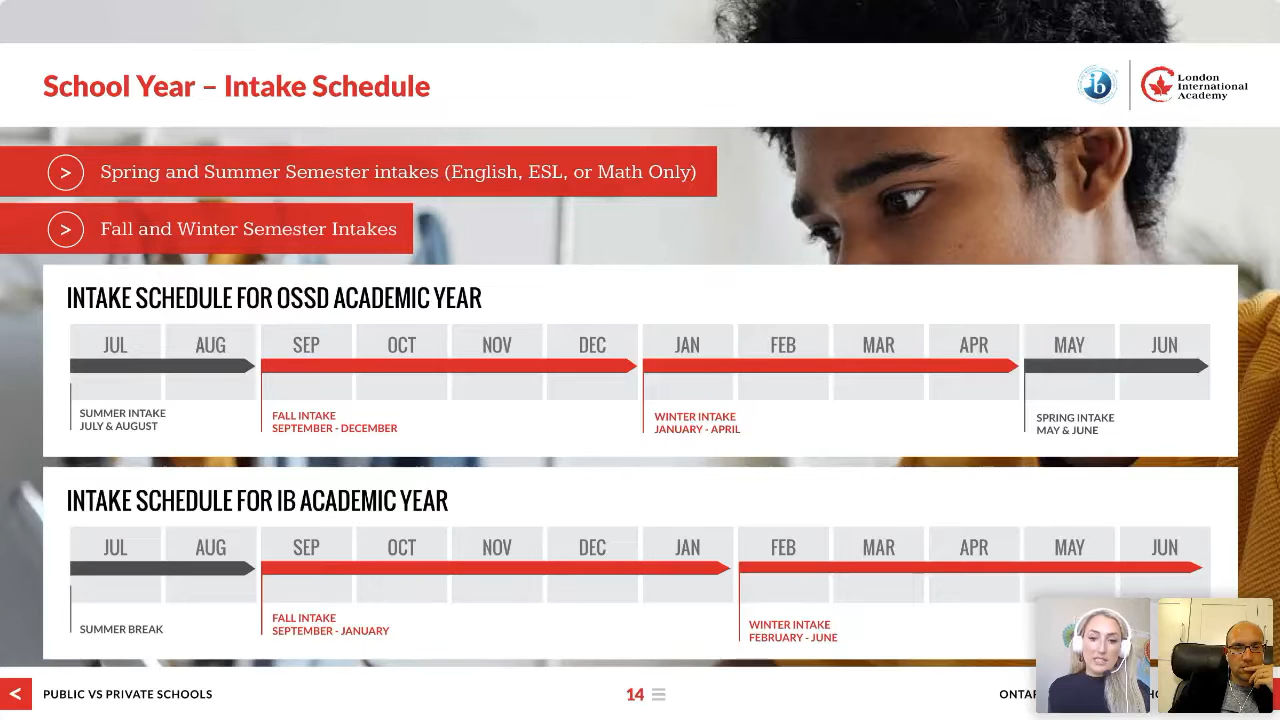 School Year – Intake Schedule
ib
London
International
Academy
> Spring and Summer Semester intakes (English, ESL, or Math Only)
> Fall and Winter Semester Intakes
INTAKE SCHEDULE FOR OSSD ACADEMIC YEAR
JUL AUG SEP OCT NOV DEC JAN FEB MAR APR MAY JUN
SUMMER INTAKE
JULY & AUGUST
FALL INTAKE
SEPTEMBER - DECEMBER
WINTER INTAKE
JANUARY - APRIL
SPRING INTAKE
MAY & JUNE
INTAKE SCHEDULE FOR IB ACADEMIC YEAR
JUL AUG SEP OCT NOV DEC JAN FEB MAR APR MAY JUN
SUMMER BREAK
FALL INTAKE
SEPTEMBER - JANUARY
WINTER INTAKE
FEBRUARY - JUNE
< PUBLIC VS PRIVATE SCHOOLS
14